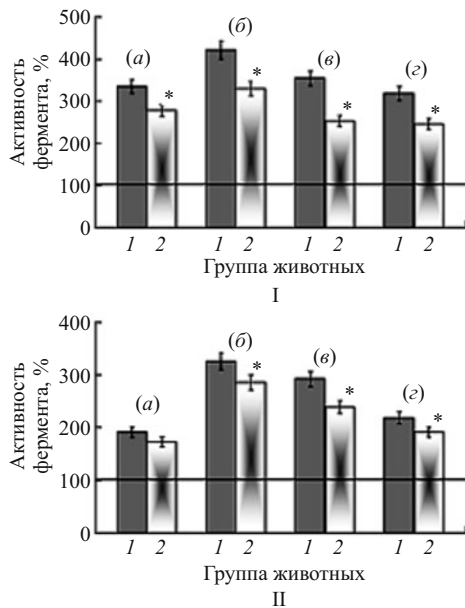 Активность фермента, %
500
400
300
200
100
0
(а)
(б)
(в)
(г)
*
*
*
*
1 2 1 2 1 2 1 2
Группа животных
I
Активность фермента, %
400
300
200
100
0
(а)
(б)
(в)
(г)
*
*
*
1 2 1 2 1 2 1 2
Группа животных
II